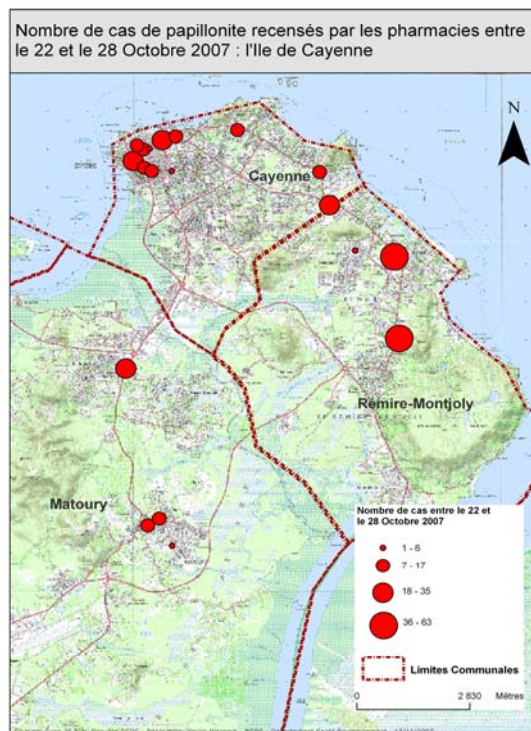 Nombre de cas de papillonite recensés par les pharmacies entre
le 22 et le 28 Octobre 2007 : l'Ile de Cayenne
N
Cayenne
Rémire-Montjoly
Matoury
Nombre de cas entre le 22 et
le 28 Octobre 2007
1 - 6
7 - 17
18 - 35
36 - 63
Limites Communales
Mètres
0
2 830